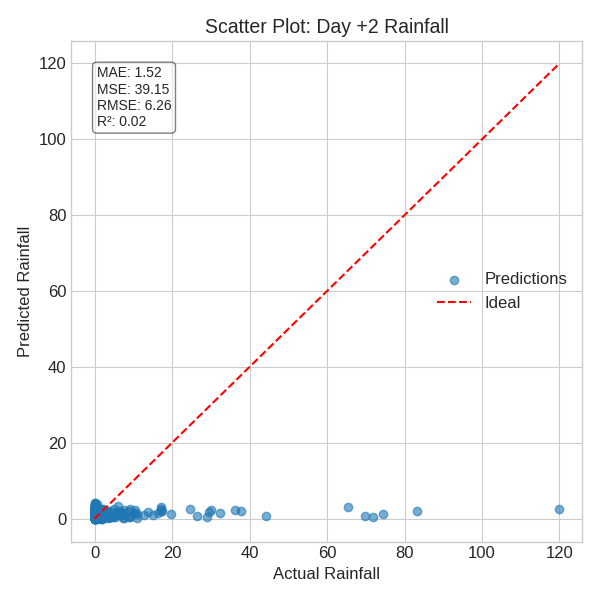 Scatter Plot: Day +2 Rainfall
MAE: 1.52
MSE: 39.15
RMSE: 6.26
R²: 0.02
120
100
80
60
40
20
0
Predicted Rainfall
Predictions
Ideal
0 20 40 60 80 100 120
Actual Rainfall